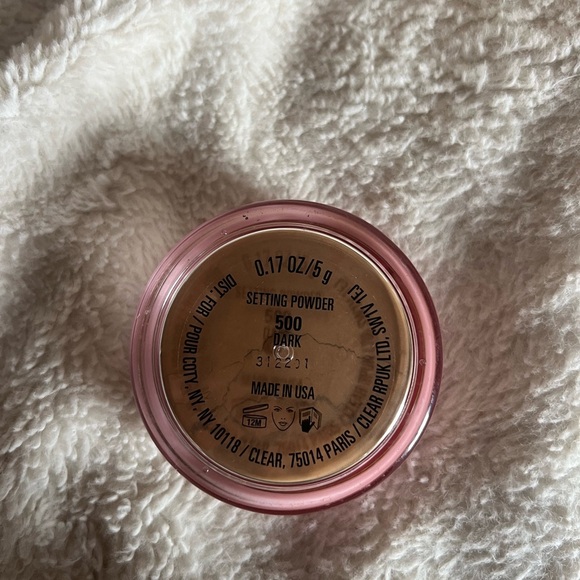 0.17 OZ/5 g
SETTING POWDER
500
DARK
312201
MADE IN USA
12M
DIST. FOR / POUR COTY, NY, NY 10118 / CLEAR, 75014 PARIS / CLEAR RPUK LTD, SW1V 1EJ